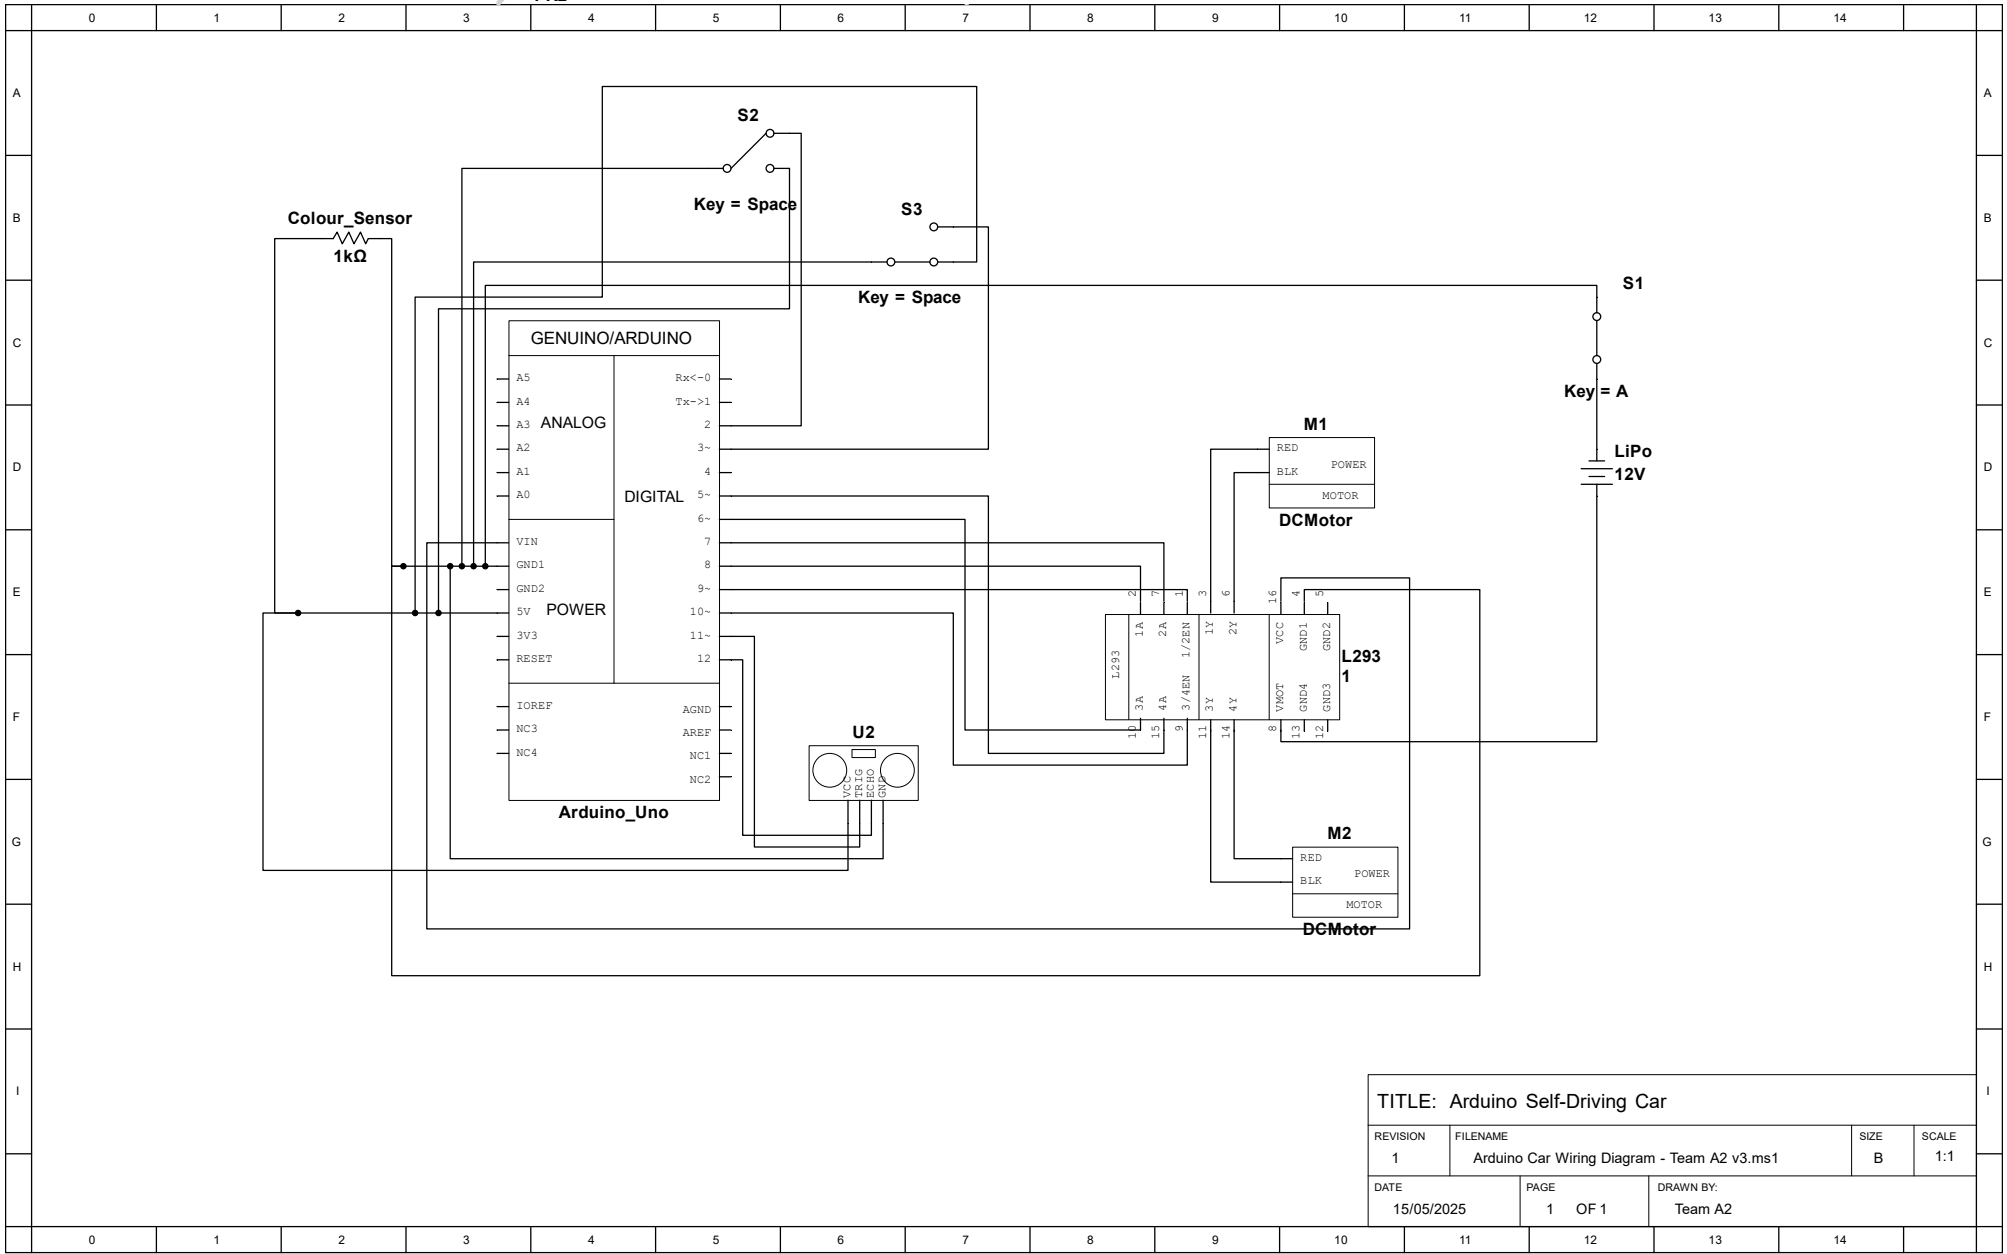 0 1 2 3 4 5 6 7 8 9 10 11 12 13 14
A A
B B
C C
D D
E E
F F
G G
H H
I I
S2
Key = Space
S3
Key = Space
Colour_Sensor
1kΩ
S1
Key = A
LiPo
12V
GENUINO/ARDUINO
ANALOG
DIGITAL
POWER
A5
A4
A3
A2
A1
A0
VIN
GND1
GND2
5V
3V3
RESET
IOREF
NC3
NC4
Rx<-0
Tx->1
2
3~
4
5~
6~
7
8
9~
10~
11~
12
AGND
AREF
NC1
NC2
Arduino_Uno
U2
VCC
TRIG
ECHO
GND
M1
RED
BLK
POWER
MOTOR
DCMotor
2 7 1 3 6 16 4 5
1A 2A 1/2EN 1Y 2Y VCC GND1 GND2
L293
3A 4A 3/4EN 3Y 4Y VMOT GND4 GND3
10 15 9 11 14 8 13 12
L293
1
M2
RED
BLK
POWER
MOTOR
DCMotor
TITLE: Arduino Self-Driving Car
REVISION
1
FILENAME
Arduino Car Wiring Diagram - Team A2 v3.ms1
SIZE
B
SCALE
1:1
DATE
15/05/2025
PAGE
1 OF 1
DRAWN BY:
Team A2
0 1 2 3 4 5 6 7 8 9 10 11 12 13 14